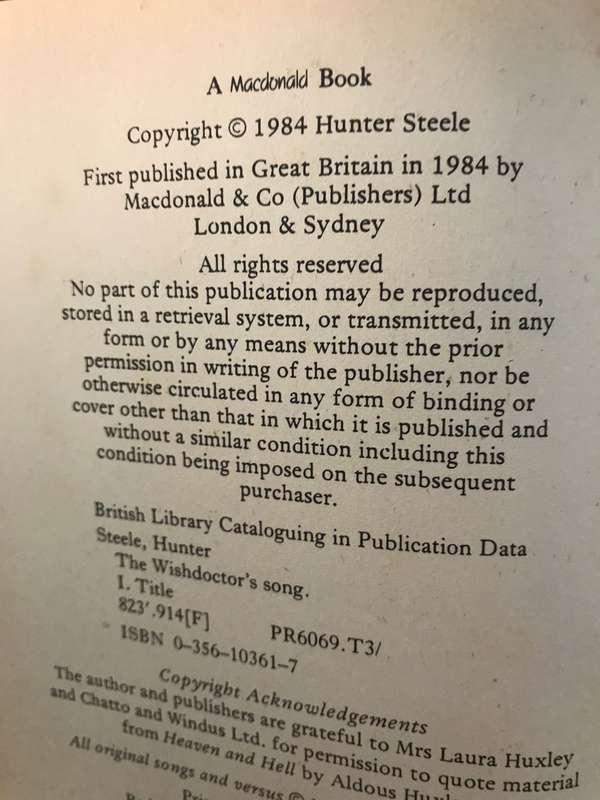 A Macdonald Book
Copyright © 1984 Hunter Steele
First published in Great Britain in 1984 by
Macdonald & Co (Publishers) Ltd
London & Sydney
All rights reserved
No part of this publication may be reproduced,
stored in a retrieval system, or transmitted, in any
form or by any means without the prior
permission in writing of the publisher, nor be
otherwise circulated in any form of binding or
cover other than that in which it is published and
without a similar condition including this
condition being imposed on the subsequent
purchaser.
British Library Cataloguing in Publication Data
Steele, Hunter
The Wishdoctor's song.
I. Title
823'.914[F] PR6069.T3/
ISBN 0-356-10361-7
Copyright Acknowledgements
The author and publishers are grateful to Mrs Laura Huxley
and Chatto and Windus Ltd. for permission to quote material
from Heaven and Hell by Aldous
All original songs and versus ©